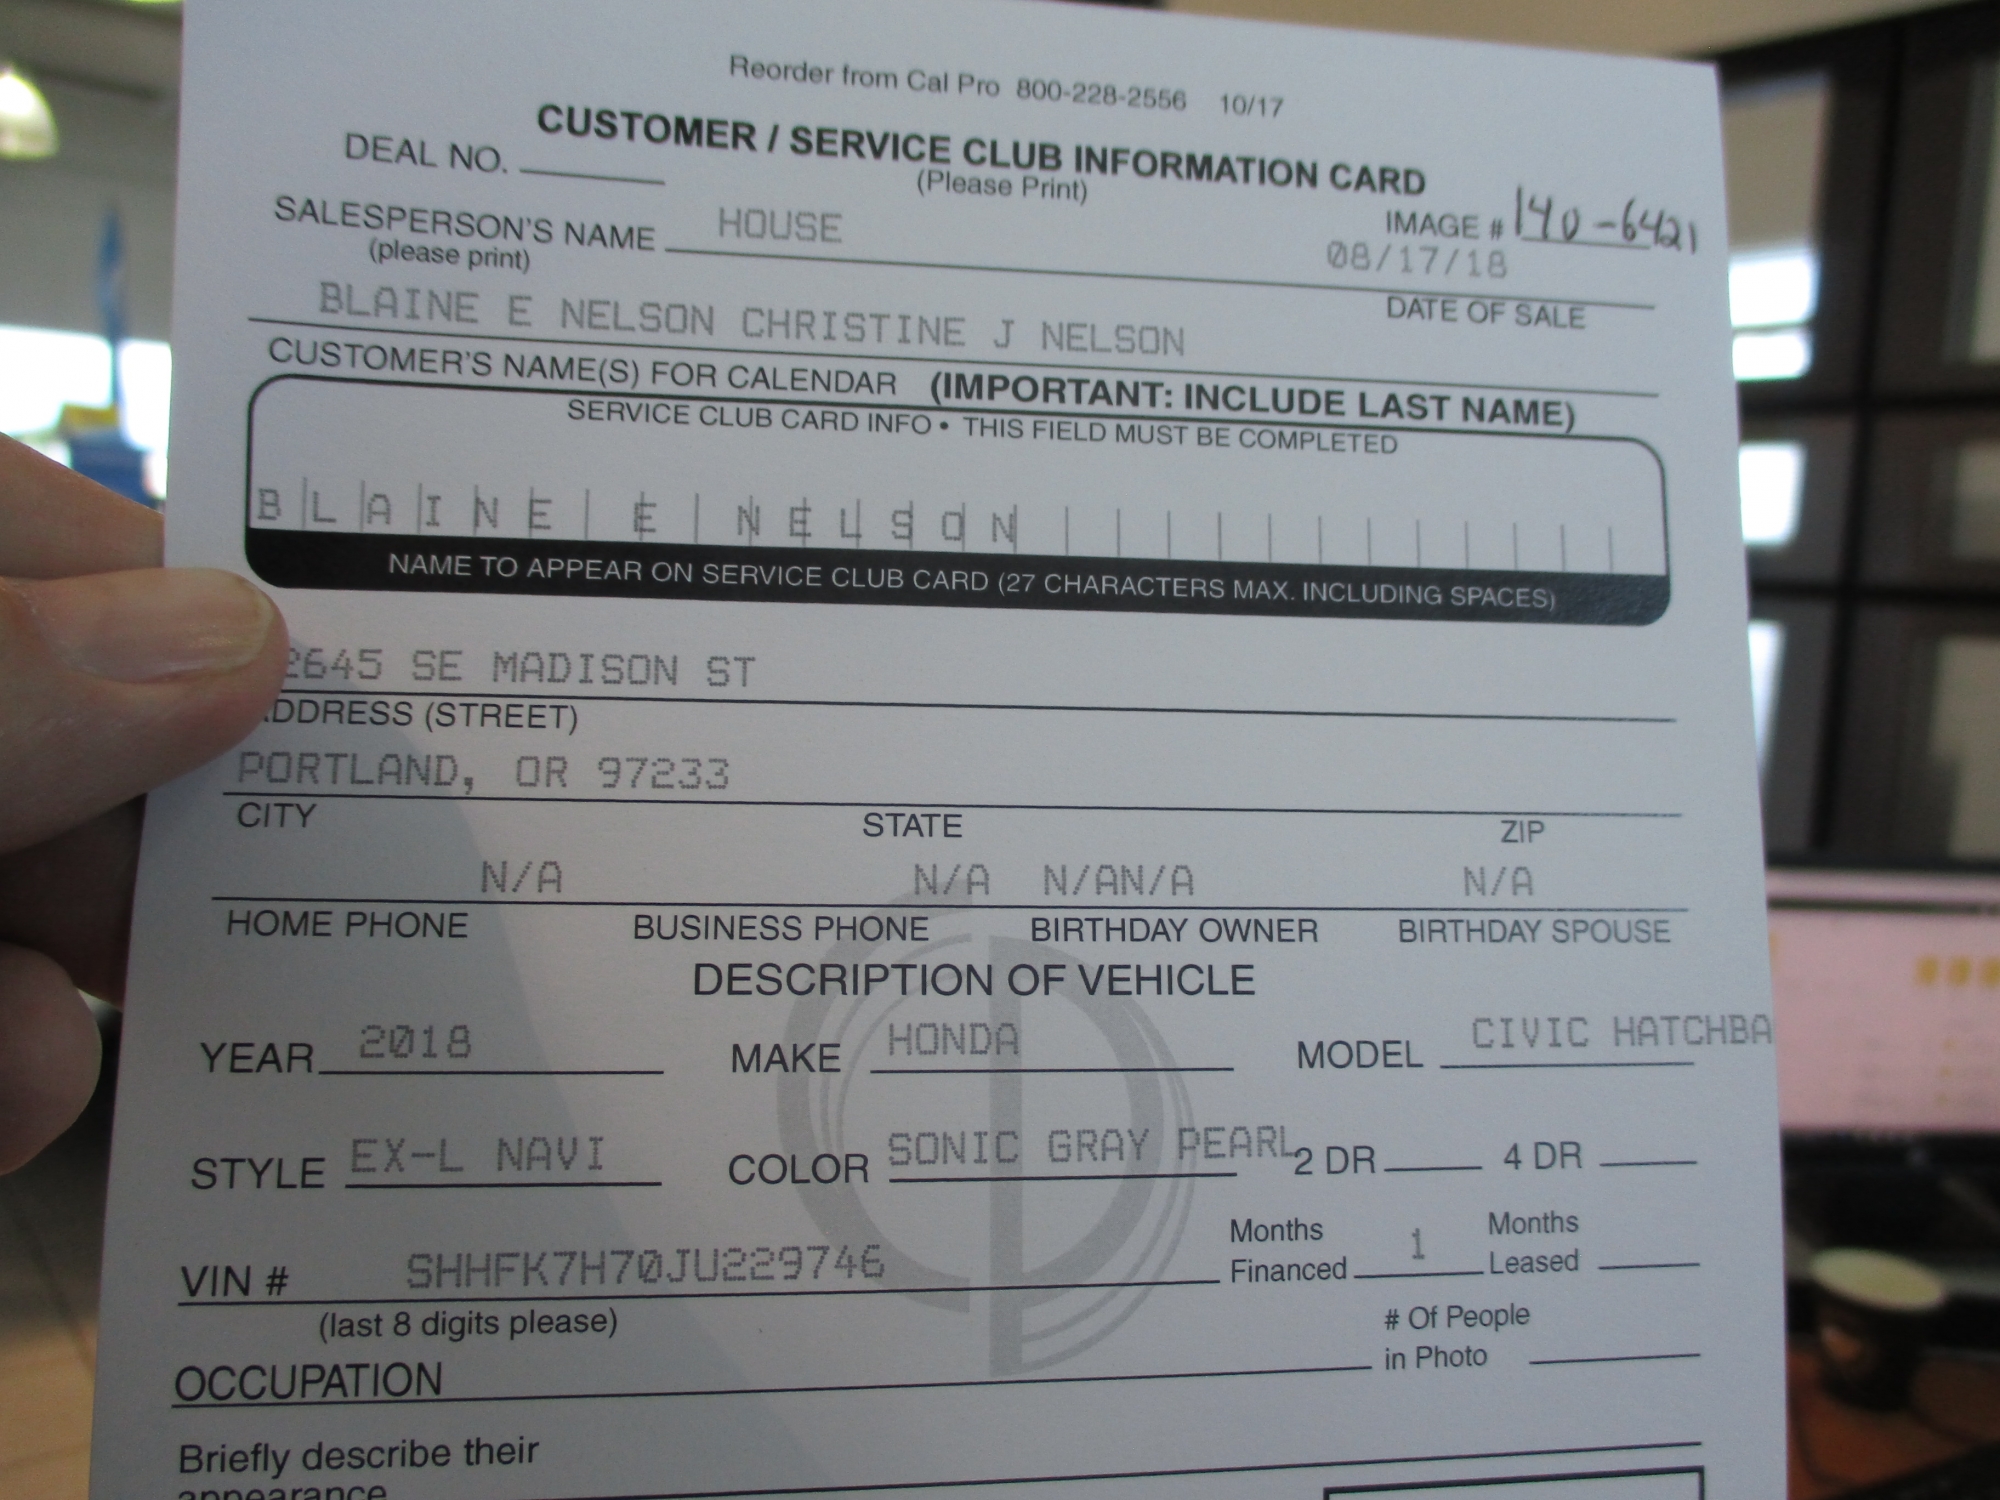 Reorder from Cal Pro 800-228-2556 10/17
CUSTOMER / SERVICE CLUB INFORMATION CARD
DEAL NO.
(Please Print)
SALESPERSON'S NAME HOUSE IMAGE # 140-6421
(please print) 08/17/18
BLAINE E NELSON CHRISTINE J NELSON DATE OF SALE
CUSTOMER'S NAME(S) FOR CALENDAR (IMPORTANT: INCLUDE LAST NAME)
SERVICE CLUB CARD INFO • THIS FIELD MUST BE COMPLETED
BLAINE E NELSON
NAME TO APPEAR ON SERVICE CLUB CARD (27 CHARACTERS MAX. INCLUDING SPACES)
2645 SE MADISON ST
ADDRESS (STREET)
PORTLAND, OR 97233
CITY STATE ZIP
N/A N/A N/AN/A N/A
HOME PHONE BUSINESS PHONE BIRTHDAY OWNER BIRTHDAY SPOUSE
DESCRIPTION OF VEHICLE
YEAR 2018 MAKE HONDA MODEL CIVIC HATCHBA
STYLE EX-L NAVI COLOR SONIC GRAY PEARL 2 DR 4 DR
VIN # SHHFK7H70JU229746 Months Financed 1 Months Leased
(last 8 digits please)
OCCUPATION # Of People in Photo
Briefly describe their
appearance